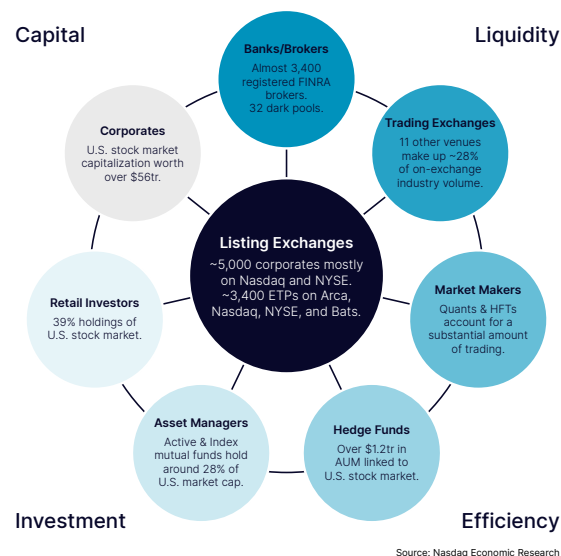 Capital
Liquidity
Banks/Brokers
Almost 3,400
registered FINRA
brokers.
32 dark pools.
Corporates
U.S. stock market
capitalization worth
over $56tr.
Trading Exchanges
11 other venues
make up ~28%
of on-exchange
industry volume.
Listing Exchanges
~5,000 corporates mostly
on Nasdaq and NYSE.
~3,400 ETPs on Arca,
Nasdaq, NYSE, and Bats.
Retail Investors
39% holdings of
U.S. stock market.
Market Makers
Quants & HFTs
account for a
substantial amount
of trading.
Asset Managers
Active & Index
mutual funds hold
around 28% of
U.S. market cap.
Hedge Funds
Over $1.2tr in
AUM linked to
U.S. stock market.
Investment
Efficiency
Source: Nasdaq Economic Research